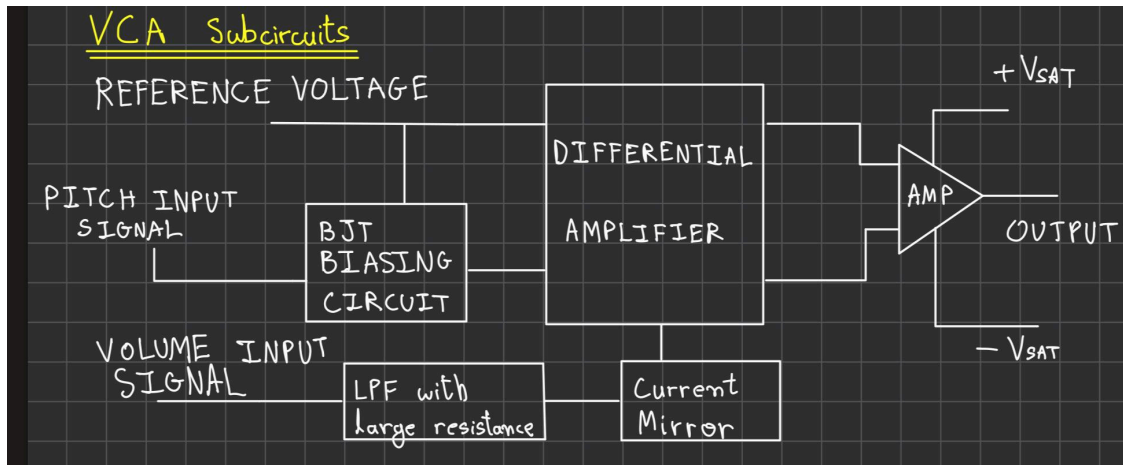 VCA Subcircuits
REFERENCE VOLTAGE
+VSAT
DIFFERENTIAL
AMPLIFIER
PITCH INPUT
SIGNAL
BJT
BIASING
CIRCUIT
AMP
OUTPUT
VOLUME INPUT
SIGNAL
LPF with
large resistance
Current
Mirror
-VSAT